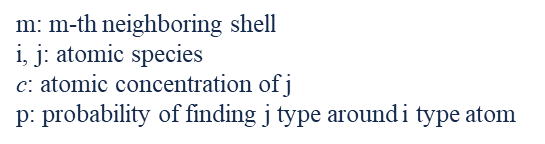 m: m-th neighboring shell
i, j: atomic species
c: atomic concentration of j
p: probability of finding j type around i type atom